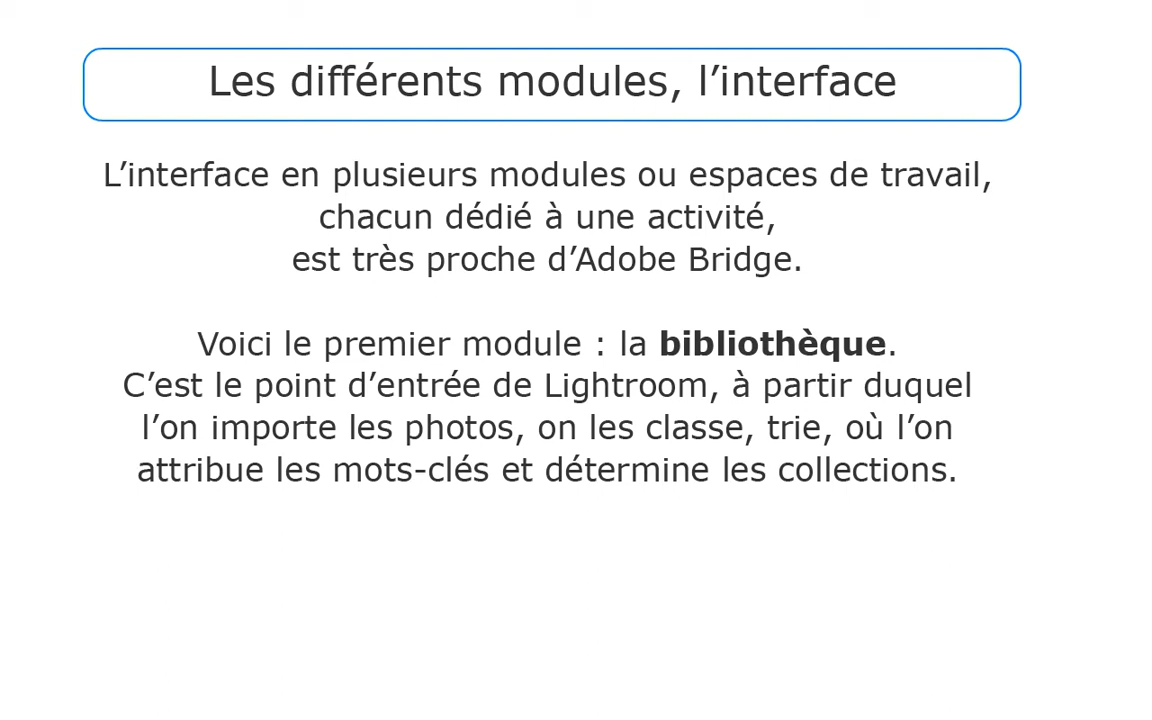 Les différents modules, l’interface
L’interface en plusieurs modules ou espaces de travail,
chacun dédié à une activité,
est très proche d’Adobe Bridge.
Voici le premier module : la bibliothèque.
C’est le point d’entrée de Lightroom, à partir duquel
l’on importe les photos, on les classe, trie, où l’on
attribue les mots-clés et détermine les collections.